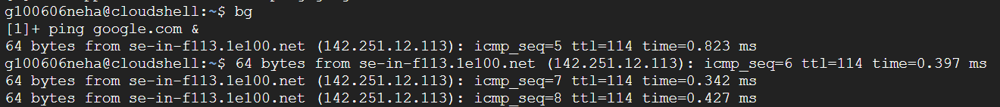 g100606neha@cloudshell:~$ bg
[1]+ ping google.com &
64 bytes from se-in-f113.1e100.net (142.251.12.113): icmp_seq=5 ttl=114 time=0.823 ms
g100606neha@cloudshell:~$ 64 bytes from se-in-f113.1e100.net (142.251.12.113): icmp_seq=6 ttl=114 time=0.397 ms
64 bytes from se-in-f113.1e100.net (142.251.12.113): icmp_seq=7 ttl=114 time=0.342 ms
64 bytes from se-in-f113.1e100.net (142.251.12.113): icmp_seq=8 ttl=114 time=0.427 ms